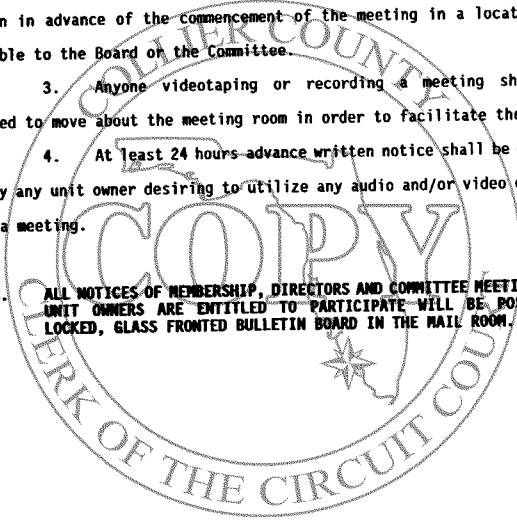 n in advance of the commencement of the meeting in a locat
ble to the Board or the Committee.
3. Anyone videotaping or recording a meeting sh
ed to move about the meeting room in order to facilitate the
4. At least 24 hours advance written notice shall be
y any unit owner desiring to utilize any audio and/or video
a meeting.
. ALL NOTICES OF MEMBERSHIP, DIRECTORS AND COMMITTEE MEETI
UNIT OWNERS ARE ENTITLED TO PARTICIPATE WILL BE PO
LOCKED, GLASS FRONTED BULLETIN BOARD IN THE MAIL ROOM.
COLLIER COUNTY
COPY
CLERK OF THE CIRCUIT COU